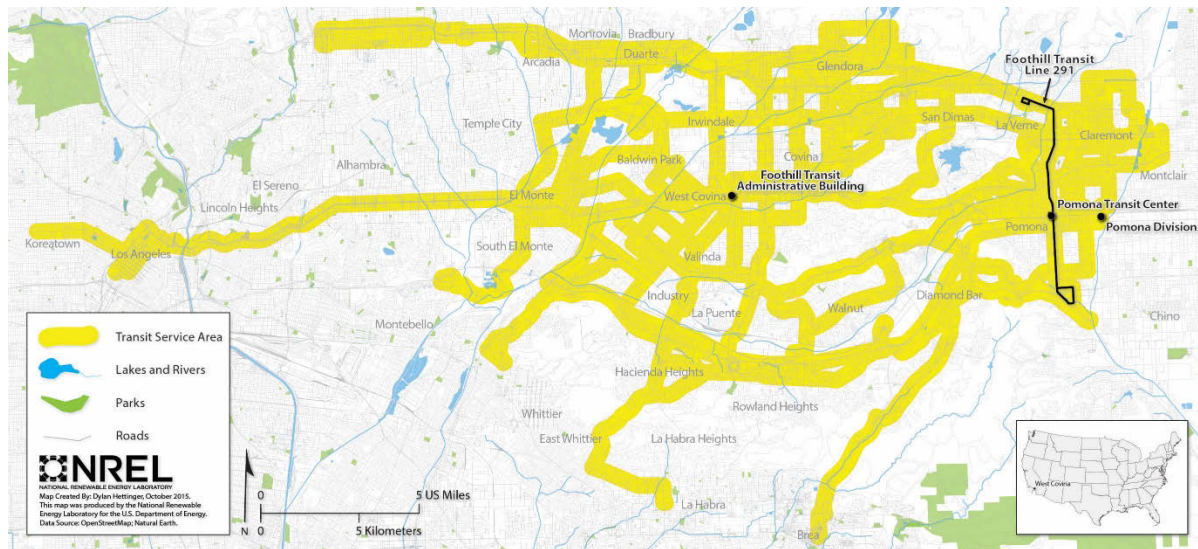 Monrovia
Bradbury
Arcadia
Duarte
Glendora
Foothill Transit
Line 291
Temple City
Irwindale
San Dimas
La Verne
Claremont
Alhambra
Baldwin Park
Covina
Montclair
El Sereno
Foothill Transit
Administrative Building
El Monte
West Covina
Lincoln Heights
Pomona Transit Center
Koreatown
Los Angeles
South El Monte
Valinda
Pomona
Pomona Division
Industry
La Puente
Walnut
Diamond Bar
Chino
Montebello
Hacienda Heights
Rowland Heights
Whittier
East Whittier
La Habra Heights
La Habra
Brea
Transit Service Area
Lakes and Rivers
Parks
Roads
NREL
NATIONAL RENEWABLE ENERGY LABORATORY
Map Created By: Dylan Hettinger, October 2015.
This map was produced by the National Renewable
Energy Laboratory for the U.S. Department of Energy.
Data Source: OpenStreetMap; Natural Earth.
N
0
5 US Miles
0
5 Kilometers
West Covina